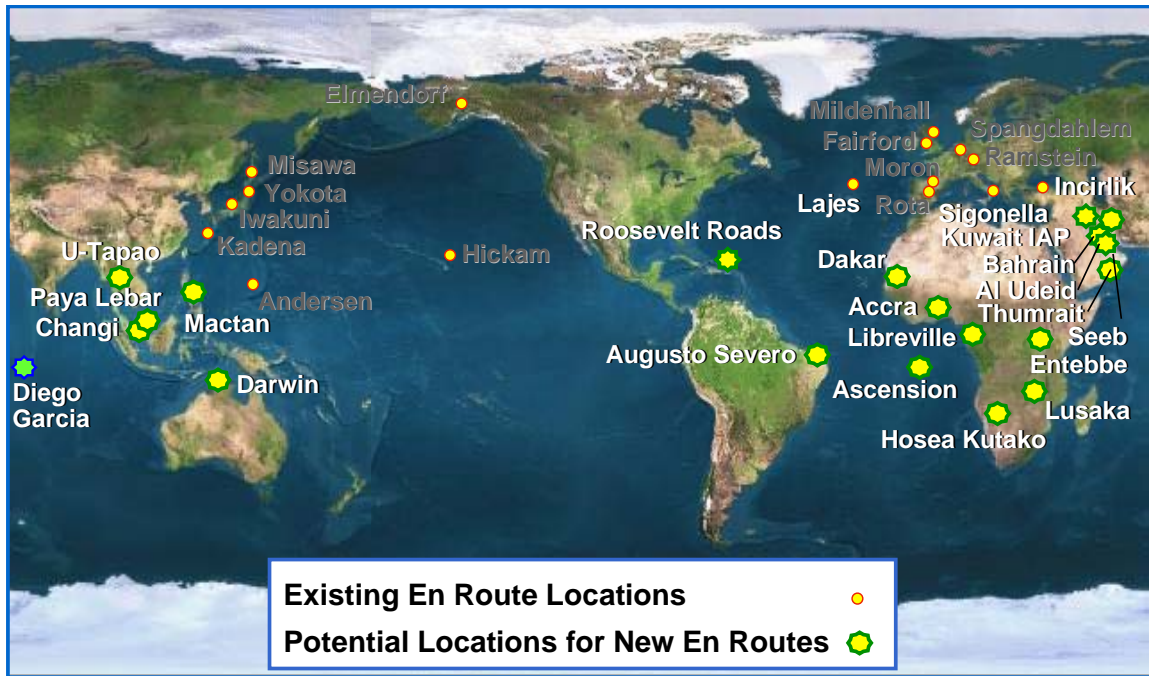 Elmendorf
Mildenhall
Fairford
Spangdahlem
Ramstein
Moron
Misawa
Yokota
Iwakuni
Kadena
Lajes
Rota
Incirlik
Sigonella
Kuwait IAP
Bahrain
Al Udeid
Thumrait
Seeb
U-Tapao
Hickam
Roosevelt Roads
Dakar
Paya Lebar
Andersen
Changi
Mactan
Accra
Libreville
Entebbe
Augusto Severo
Ascension
Diego
Garcia
Darwin
Lusaka
Hosea Kutako
Existing En Route Locations
Potential Locations for New En Routes